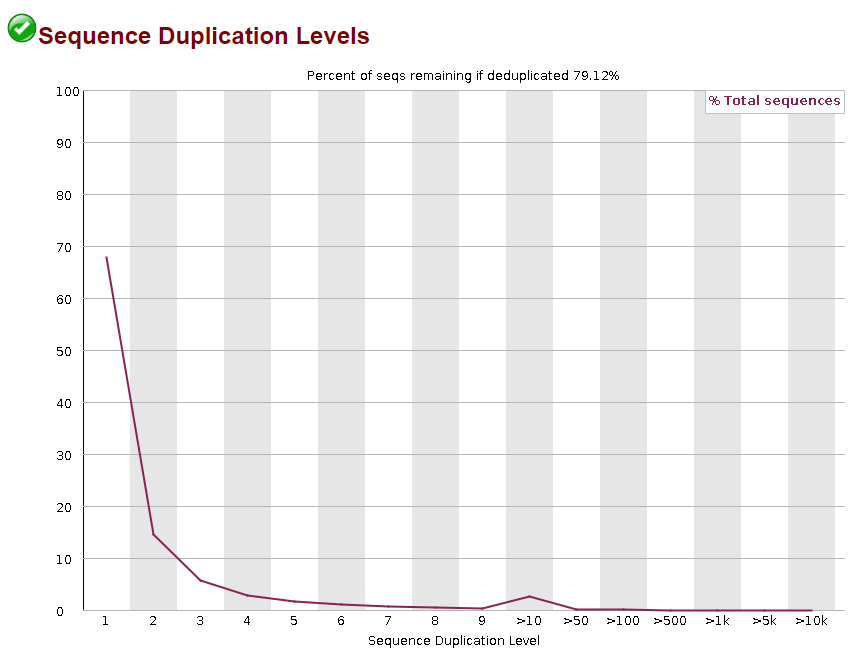 Sequence Duplication Levels
Percent of seqs remaining if deduplicated 79.12%
% Total sequences
100
90
80
70
60
50
40
30
20
10
0
1 2 3 4 5 6 7 8 9 >10 >50 >100 >500 >1k >5k >10k
Sequence Duplication Level